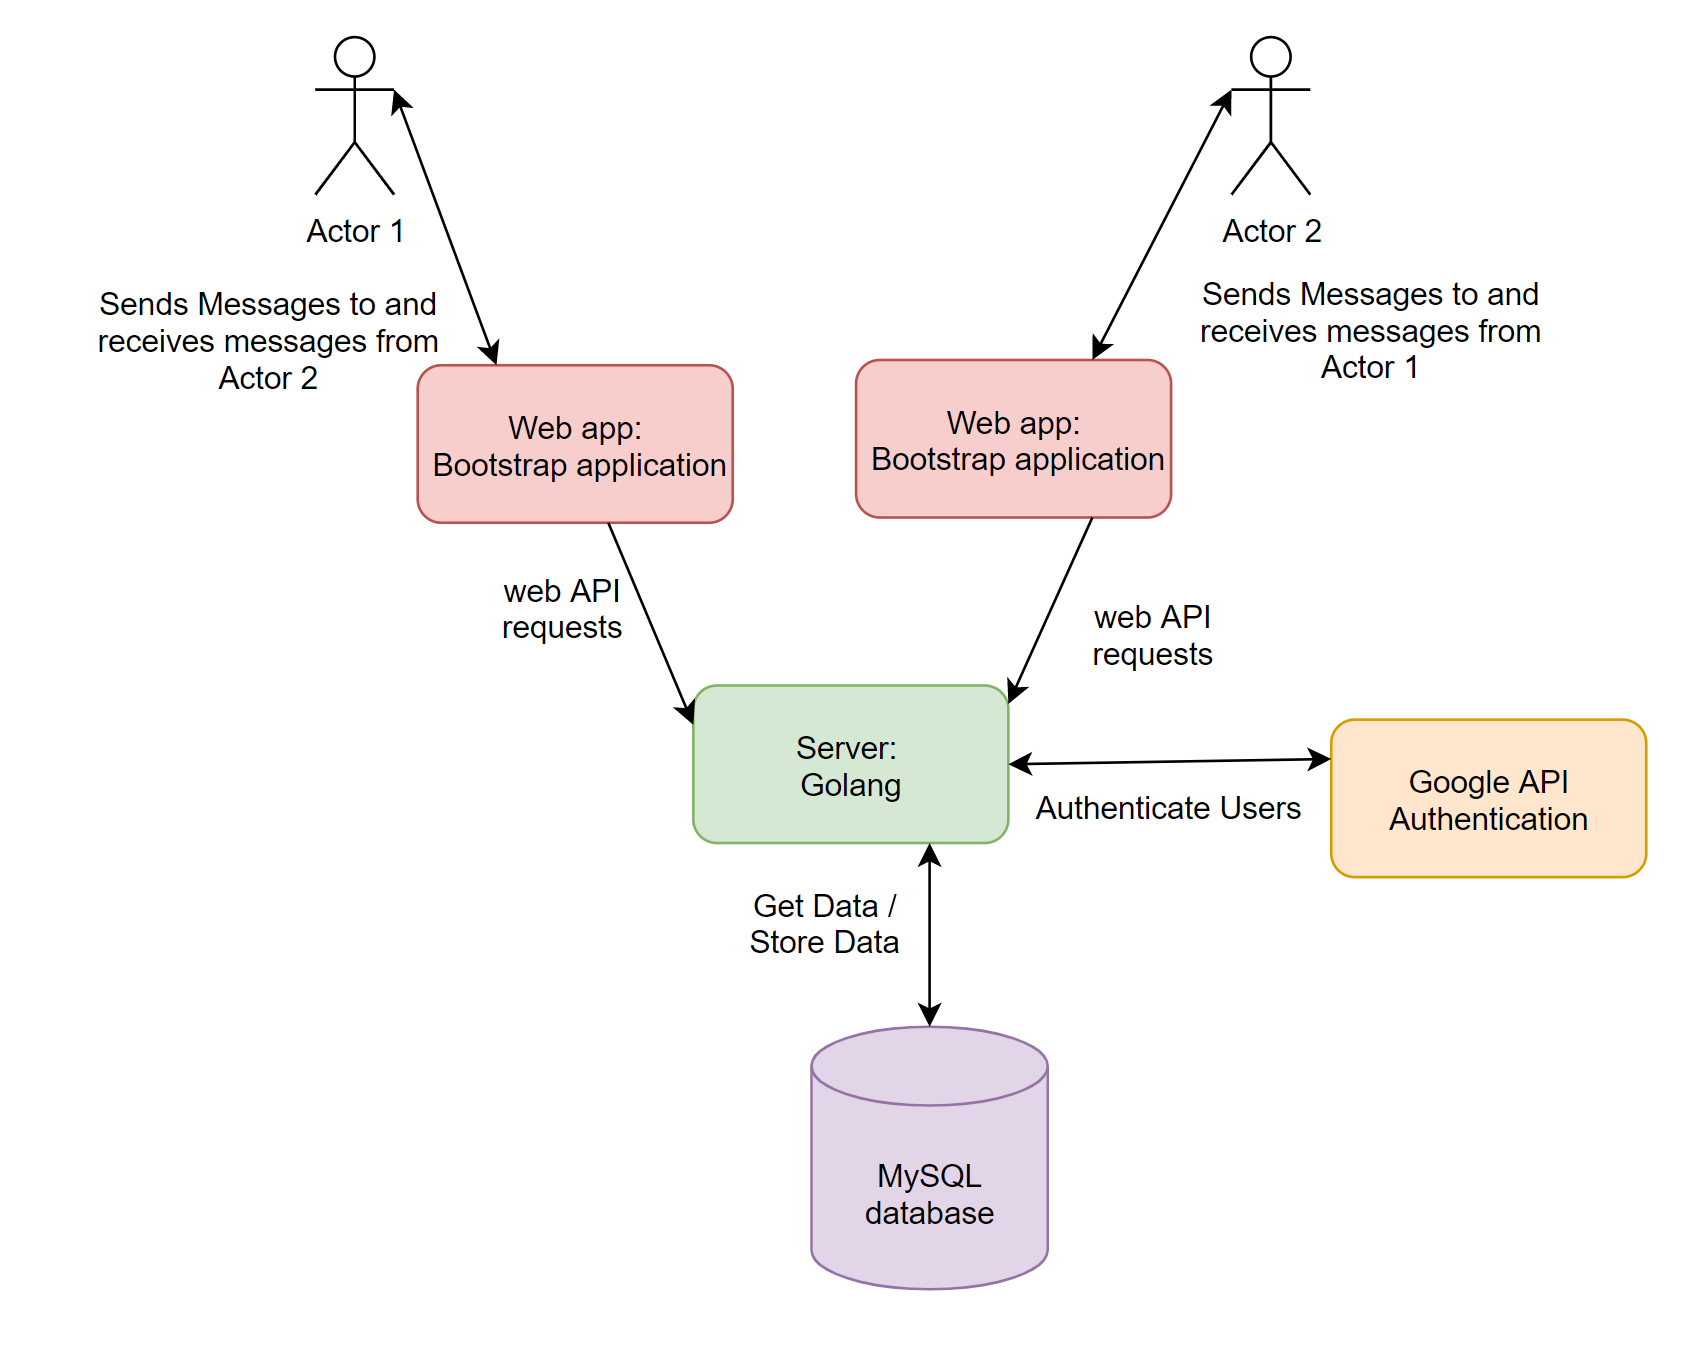 Actor 1
Actor 2
Sends Messages to and
receives messages from
Actor 2
Sends Messages to and
receives messages from
Actor 1
Web app:
Bootstrap application
Web app:
Bootstrap application
web API
requests
web API
requests
Server:
Golang
Authenticate Users
Google API
Authentication
Get Data /
Store Data
MySQL
database